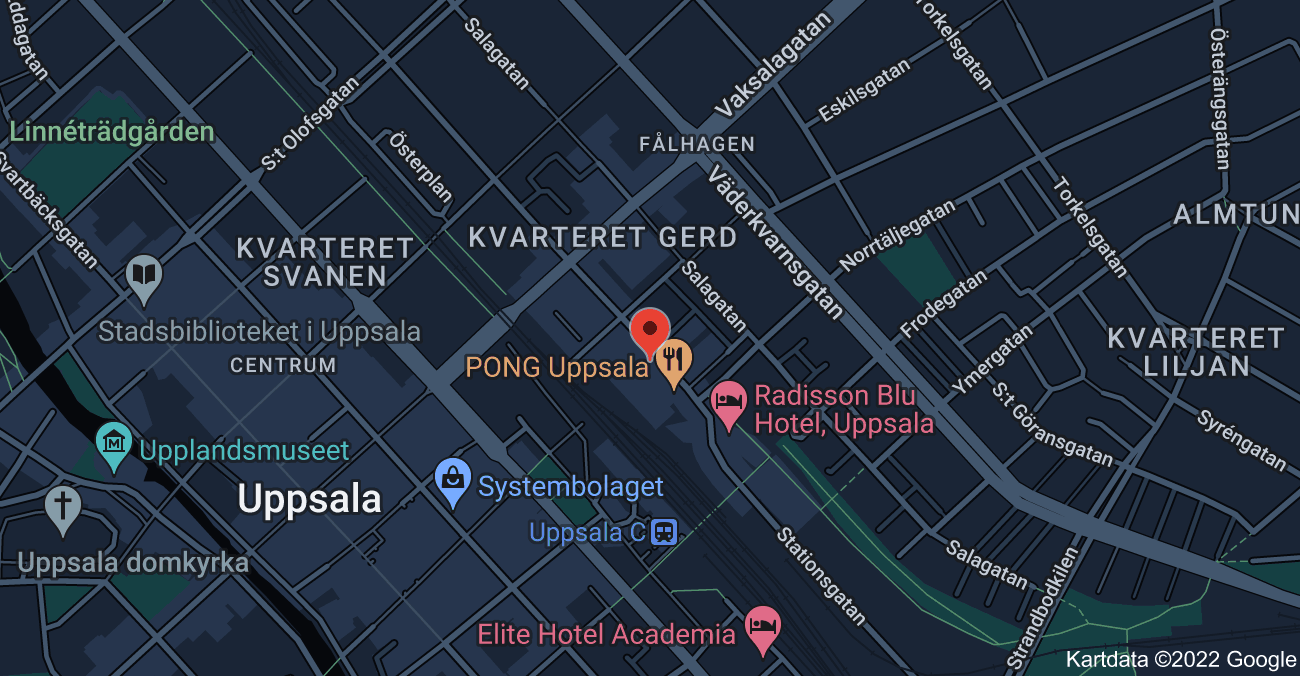 ddagatan
Salagatan
Vaksalagatan
Torkelsgatan
Österängsgatan
Eskilsgatan
Linnéträdgården
S:t Olofsgatan
Österplan
FÅLHAGEN
Svartbäcksgatan
Väderkvarnsgatan
Torkelsgatan
ALMTUN
KVARTERET
SVANEN
KVARTERET GERD
Norrtäljegatan
Salagatan
Frodegatan
Stadsbiblioteket i Uppsala
CENTRUM
PONG Uppsala
KVARTERET
LILJAN
Ymergatan
Radisson Blu
Hotel, Uppsala
S:t Göransgatan
Syréngatan
Upplandsmuseet
Uppsala
Systembolaget
Uppsala C
Uppsala domkyrka
Stationsgatan
Salagatan
Strandbodkilen
Elite Hotel Academia
Kartdata ©2022 Google